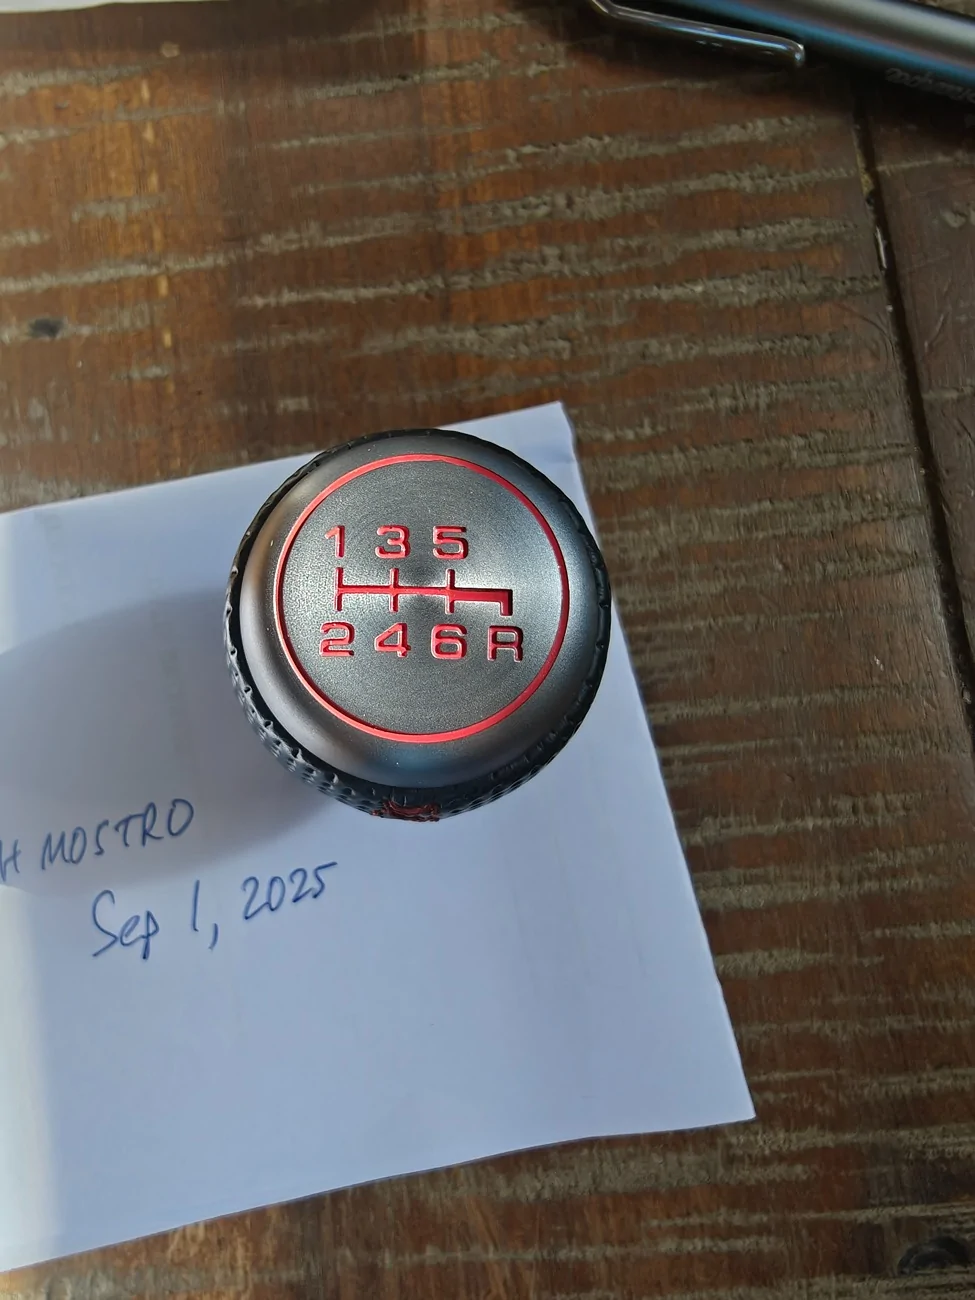 1 3 5
2 4 6 R
H MOSTRO
Sep 1, 2025